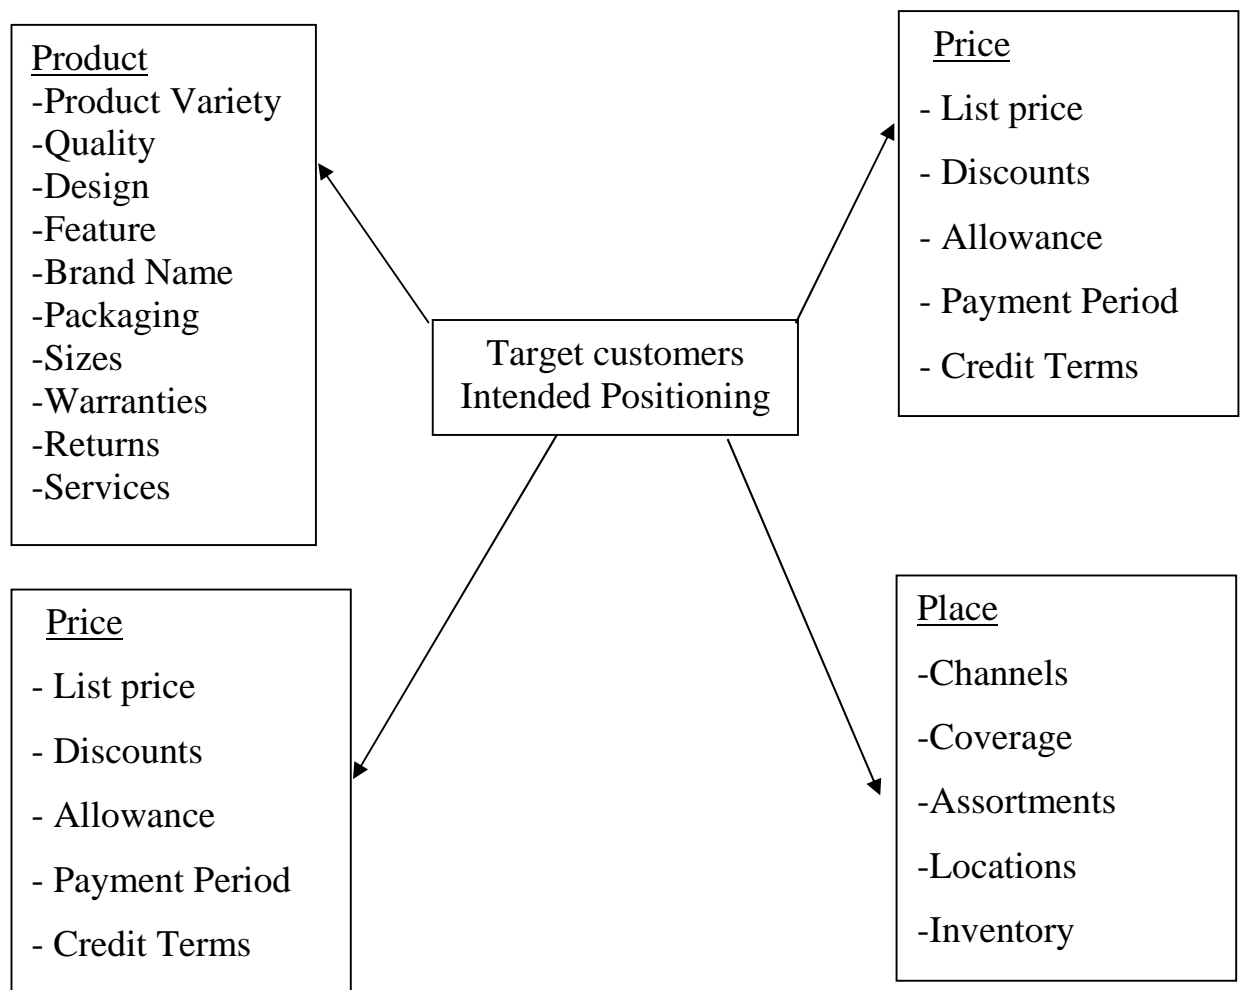 Product
-Product Variety
-Quality
-Design
-Feature
-Brand Name
-Packaging
-Sizes
-Warranties
-Returns
-Services
Price
- List price
- Discounts
- Allowance
- Payment Period
- Credit Terms
Target customers
Intended Positioning
Price
- List price
- Discounts
- Allowance
- Payment Period
- Credit Terms
Place
-Channels
-Coverage
-Assortments
-Locations
-Inventory